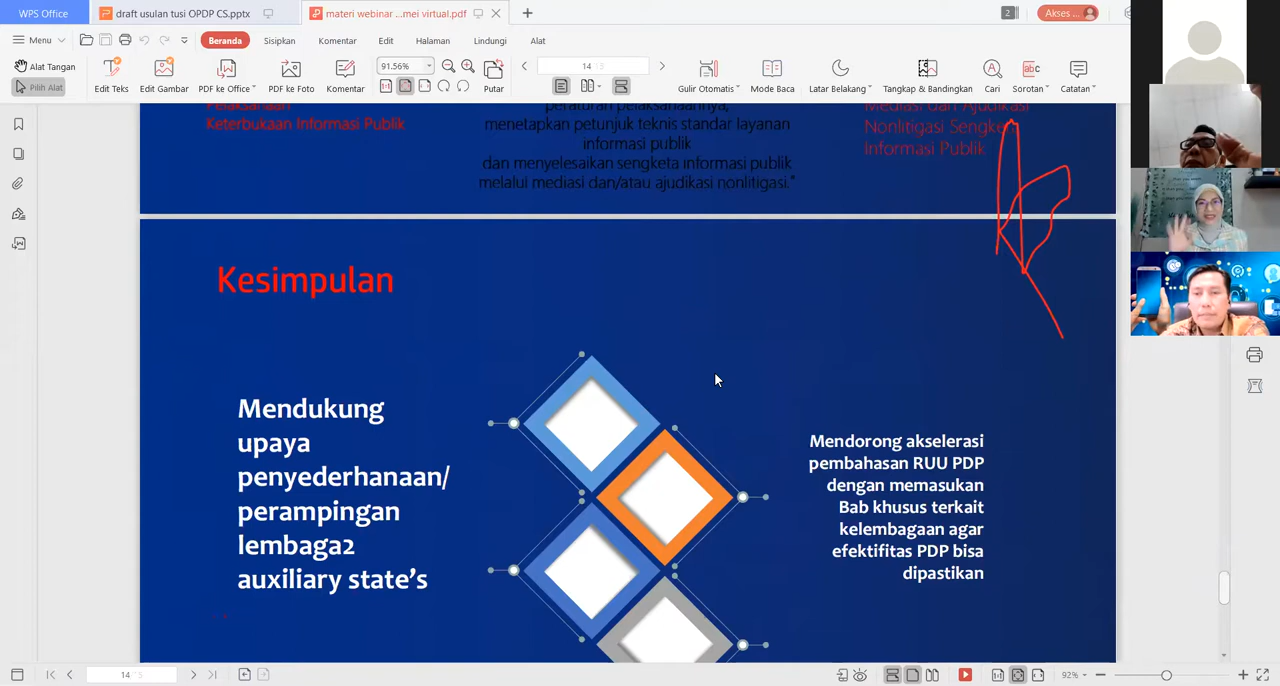 WPS Office
draft usulan tusi OPDP CS.pptx
materi webinar ...mei virtual.pdf
2
Akses ...
Menu
Beranda
Sisipkan
Komentar
Edit
Halaman
Lindungi
Alat
Alat Tangan
Pilih Alat
Edit Teks
Edit Gambar
PDF ke Office
PDF ke Foto
Komentar
91.56%
Putar
14
Gulir Otomatis
Mode Baca
Latar Belakang
Tangkap & Bandingkan
Cari
Sorotan
Catatan
Pelaksanaan
Keterbukaan Informasi Publik
peraturan pelaksanaannya,
menetapkan petunjuk teknis standar layanan
informasi publik
dan menyelesaikan sengketa informasi publik
melalui mediasi dan/atau ajudikasi nonlitigasi."
Mediasi dan Ajudikasi
Nonlitigasi Sengketa
Informasi Publik
Kesimpulan
Mendukung
upaya
penyederhanaan/
perampingan
lembaga2
auxiliary state's
Mendorong akselerasi
pembahasan RUU PDP
dengan memasukan
Bab khusus terkait
kelembagaan agar
efektifitas PDP bisa
dipastikan
14
92%